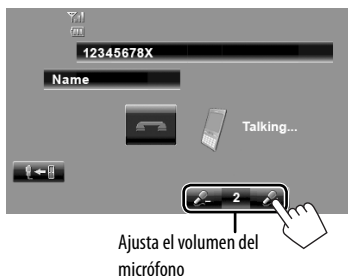 12345678X
Name
Talking...
2
Ajusta el volumen del
micrófono